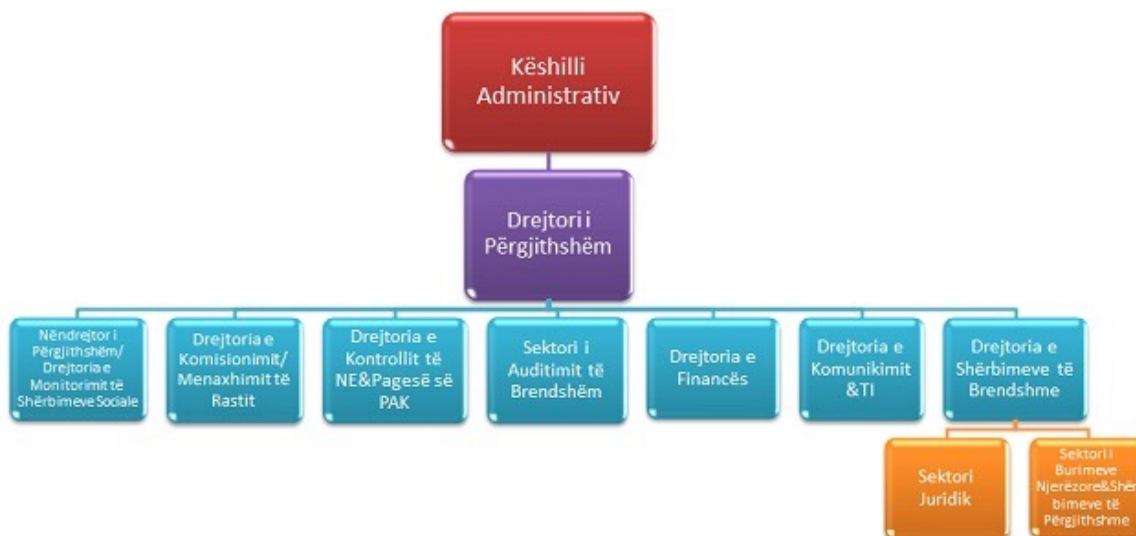 Këshilli
Administrativ
Drejtori i
Përgjithshëm
Nëndrejtor i
Përgjithshëm/
Drejtoria e
Monitorimit të
Shërbimeve Sociale
Drejtoria e
Komisionimit/
Menaxhimit të
Rastit
Drejtoria e
Kontrollit të
NE&Pagesë së
PAK
Sektori i
Auditimit të
Brendshëm
Drejtoria e
Financës
Drejtoria e
Komunikimit
&TI
Drejtoria e
Shërbimeve të
Brendshme
Sektori
Juridik
Sektori i
Burimeve
Njerëzore&Shër
bimeve të
Përgjithshme